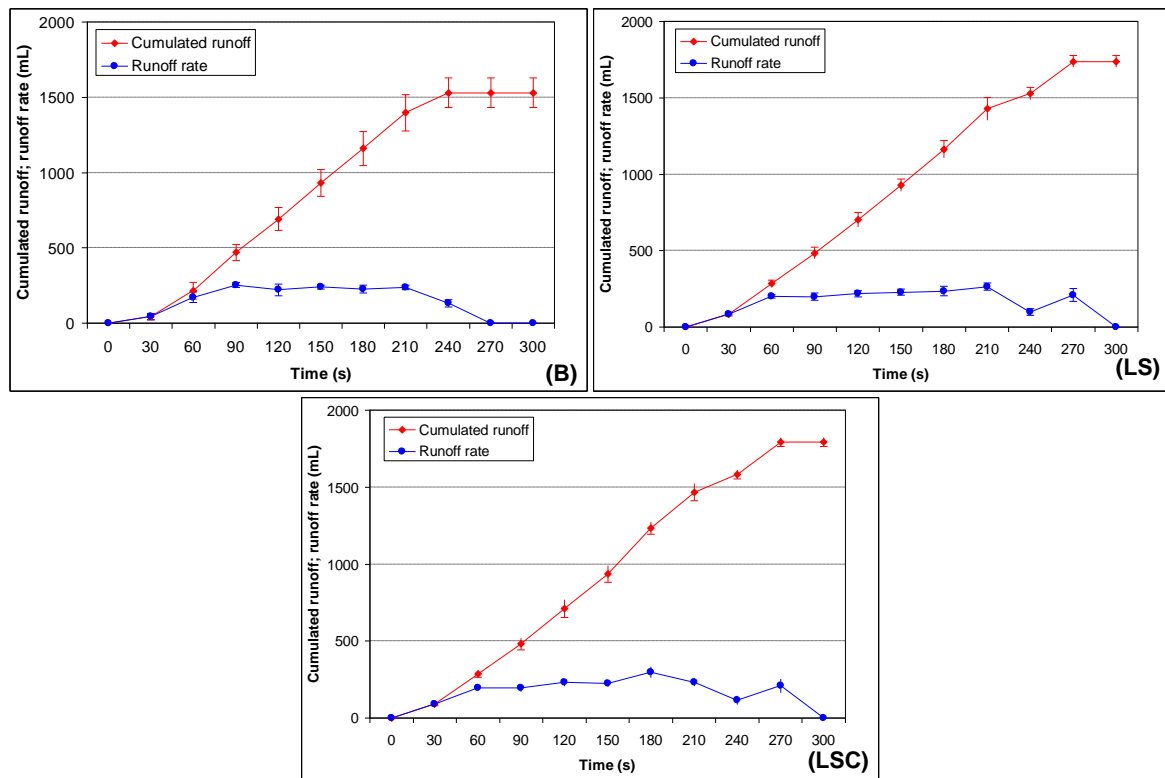 2000
1500
1000
500
0
Cumulated runoff; runoff rate (mL)
Cumulated runoff
Runoff rate
0 30 60 90 120 150 180 210 240 270 300
Time (s)
(B)
2000
1500
1000
500
0
Cumulated runoff; runoff rate (mL)
Cumulated runoff
Runoff rate
0 30 60 90 120 150 180 210 240 270 300
Time (s)
(LS)
2000
1500
1000
500
0
Cumulated runoff; runoff rate (mL)
Cumulated runoff
Runoff rate
0 30 60 90 120 150 180 210 240 270 300
Time (s)
(LSC)